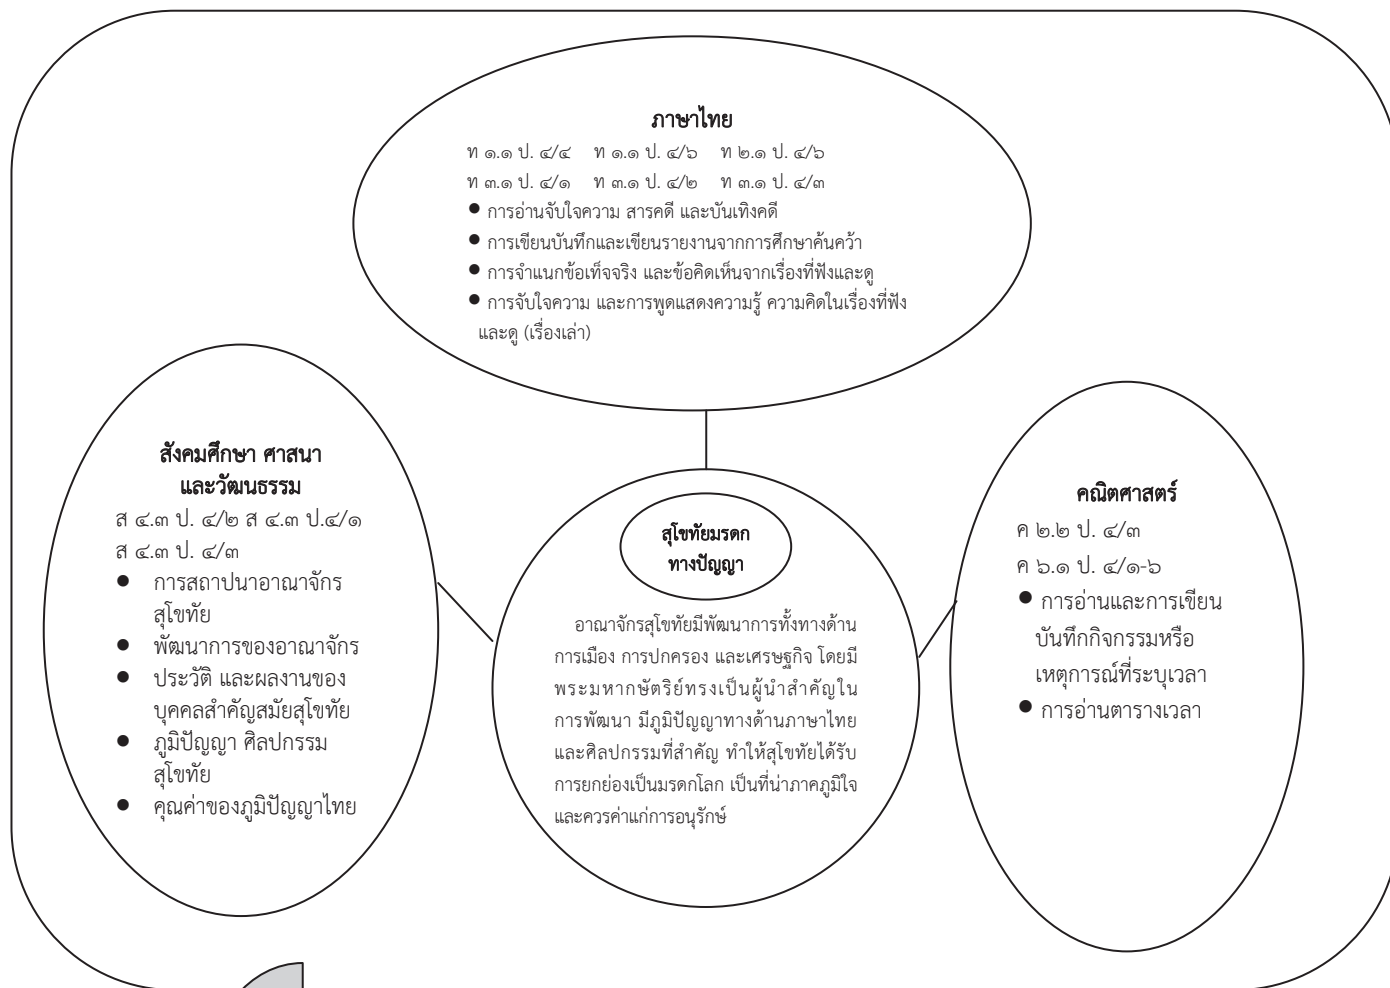 ภาษาไทย
ท ๑.๑ ป. ๔/๔ ท ๑.๑ ป. ๔/๖ ท ๒.๑ ป. ๔/๖
ท ๓.๑ ป. ๔/๑ ท ๓.๑ ป. ๔/๒ ท ๓.๑ ป. ๔/๓
● การอ่านจับใจความ สารคดี และบันเทิงคดี
● การเขียนบันทึกและเขียนรายงานจากการศึกษาค้นคว้า
● การจำแนกข้อเท็จจริง และข้อคิดเห็นจากเรื่องที่ฟังและดู
● การจับใจความ และการพูดแสดงความรู้ ความคิดในเรื่องที่ฟัง
และดู (เรื่องเล่า)
สังคมศึกษา ศาสนา
และวัฒนธรรม
ส ๔.๓ ป. ๔/๒ ส ๔.๓ ป.๔/๑
ส ๔.๓ ป. ๔/๓
● การสถาปนาอาณาจักร
สุโขทัย
● พัฒนาการของอาณาจักร
● ประวัติ และผลงานของ
บุคคลสำคัญสมัยสุโขทัย
● ภูมิปัญญา ศิลปกรรม
สุโขทัย
● คุณค่าของภูมิปัญญาไทย
สุโขทัยมรดก
ทางปัญญา
อาณาจักรสุโขทัยมีพัฒนาการทั้งทางด้าน
การเมือง การปกครอง และเศรษฐกิจ โดยมี
พระมหากษัตริย์ทรงเป็นผู้นำสำคัญใน
การพัฒนา มีภูมิปัญญาทางด้านภาษาไทย
และศิลปกรรมที่สำคัญ ทำให้สุโขทัยได้รับ
การยกย่องเป็นมรดกโลก เป็นที่น่าภาคภูมิใจ
และควรค่าแก่การอนุรักษ์
คณิตศาสตร์
ค ๒.๒ ป. ๔/๓
ค ๖.๑ ป. ๔/๑-๖
● การอ่านและการเขียน
บันทึกกิจกรรมหรือ
เหตุการณ์ที่ระบุเวลา
● การอ่านตารางเวลา